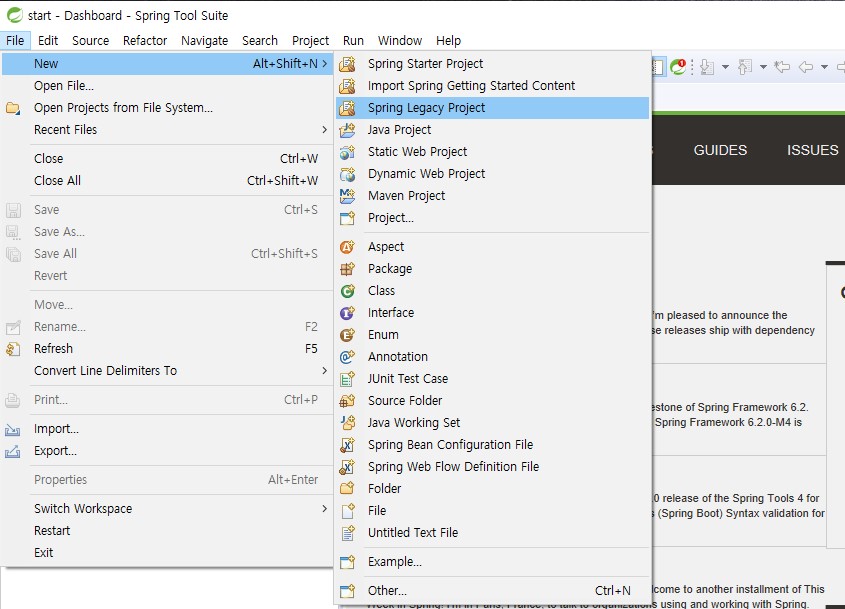 start - Dashboard - Spring Tool Suite
File Edit Source Refactor Navigate Search Project Run Window Help
New Alt+Shift+N >
Open File...
Open Projects from File System...
Recent Files >
Close Ctrl+W
Close All Ctrl+Shift+W
Save Ctrl+S
Save As...
Save All Ctrl+Shift+S
Revert
Move...
Rename... F2
Refresh F5
Convert Line Delimiters To >
Print... Ctrl+P
Import...
Export...
Properties Alt+Enter
Switch Workspace >
Restart
Exit
Spring Starter Project
Import Spring Getting Started Content
Spring Legacy Project
Java Project
Static Web Project
Dynamic Web Project
Maven Project
Project...
Aspect
Package
Class
Interface
Enum
Annotation
JUnit Test Case
Source Folder
Java Working Set
Spring Bean Configuration File
Spring Web Flow Definition File
Folder
File
Untitled Text File
Example...
Other... Ctrl+N
GUIDES ISSUES
'm pleased to announce the
se releases ship with dependency
estone of Spring Framework 6.2.
Spring Framework 6.2.0-M4 is
0 release of the Spring Tools 4 for
s (Spring Boot) Syntax validation for
lcome to another installment of This
Week in Spring! I'm in Paris, France, to talk to organizations using and working with Spring.